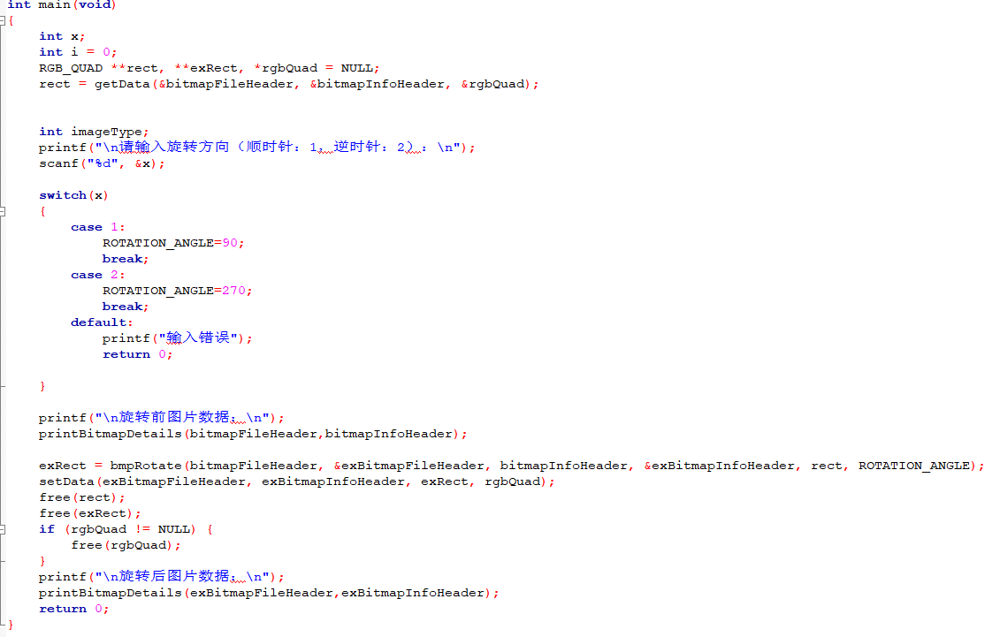 int main(void)
{
int x;
int i = 0;
RGB_QUAD **rect, **exRect, *rgbQuad = NULL;
rect = getData(&bitmapFileHeader, &bitmapInfoHeader, &rgbQuad);
int imageType;
printf("\n请输入旋转方向（顺时针：1，逆时针：2）：\n");
scanf("%d", &x);
switch(x)
{
case 1:
ROTATION_ANGLE=90;
break;
case 2:
ROTATION_ANGLE=270;
break;
default:
printf("输入错误");
return 0;
}
printf("\n旋转前图片数据：\n");
printBitmapDetails(bitmapFileHeader,bitmapInfoHeader);
exRect = bmpRotate(bitmapFileHeader, &exBitmapFileHeader, bitmapInfoHeader, &exBitmapInfoHeader, rect, ROTATION_ANGLE);
setData(exBitmapFileHeader, exBitmapInfoHeader, exRect, rgbQuad);
free(rect);
free(exRect);
if (rgbQuad != NULL) {
free(rgbQuad);
}
printf("\n旋转后图片数据：\n");
printBitmapDetails(exBitmapFileHeader,exBitmapInfoHeader);
return 0;
}